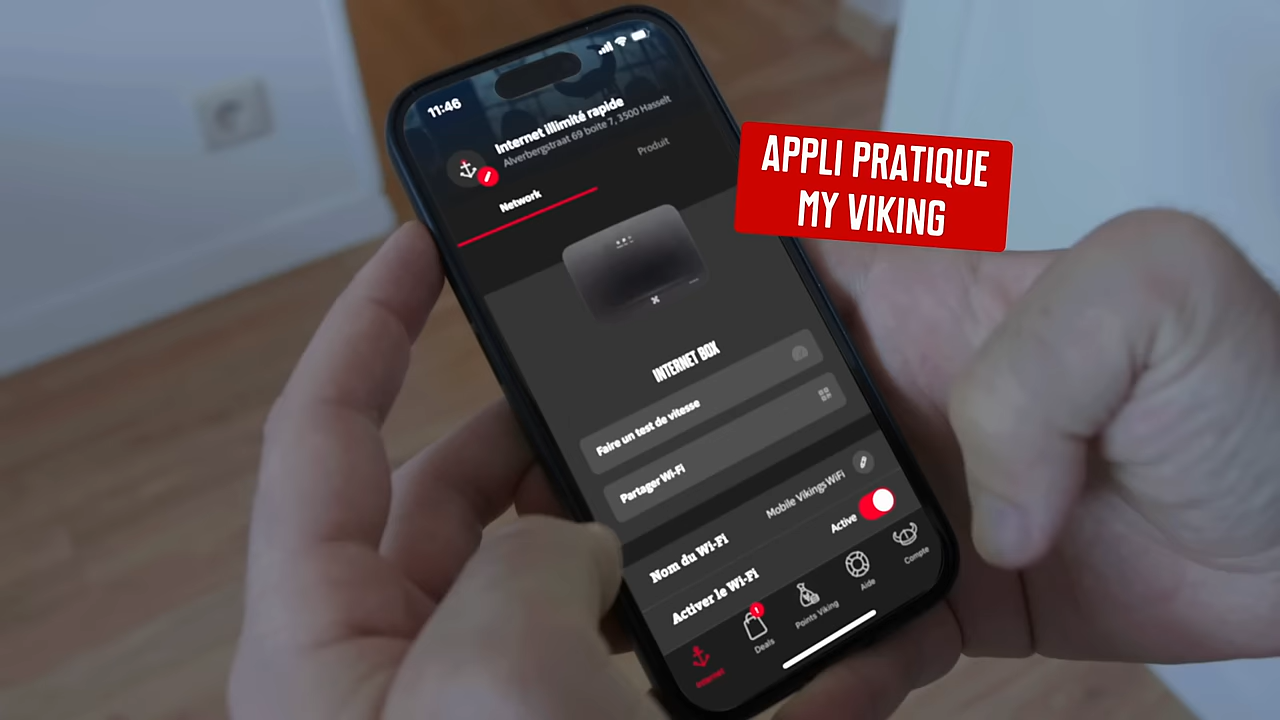 11:46
Internet illimité rapide
Alverbergstraat 69 boite 7, 3500 Hasselt
Network
Produit
APPLI PRATIQUE
MY VIKING
INTERNET BOX
Faire un test de vitesse
Partager Wi-Fi
Nom du Wi-Fi
Mobile Vikings WiFi
Activer le Wi-Fi
Active
Internet
1
Deals
Points Viking
Aide
Compte